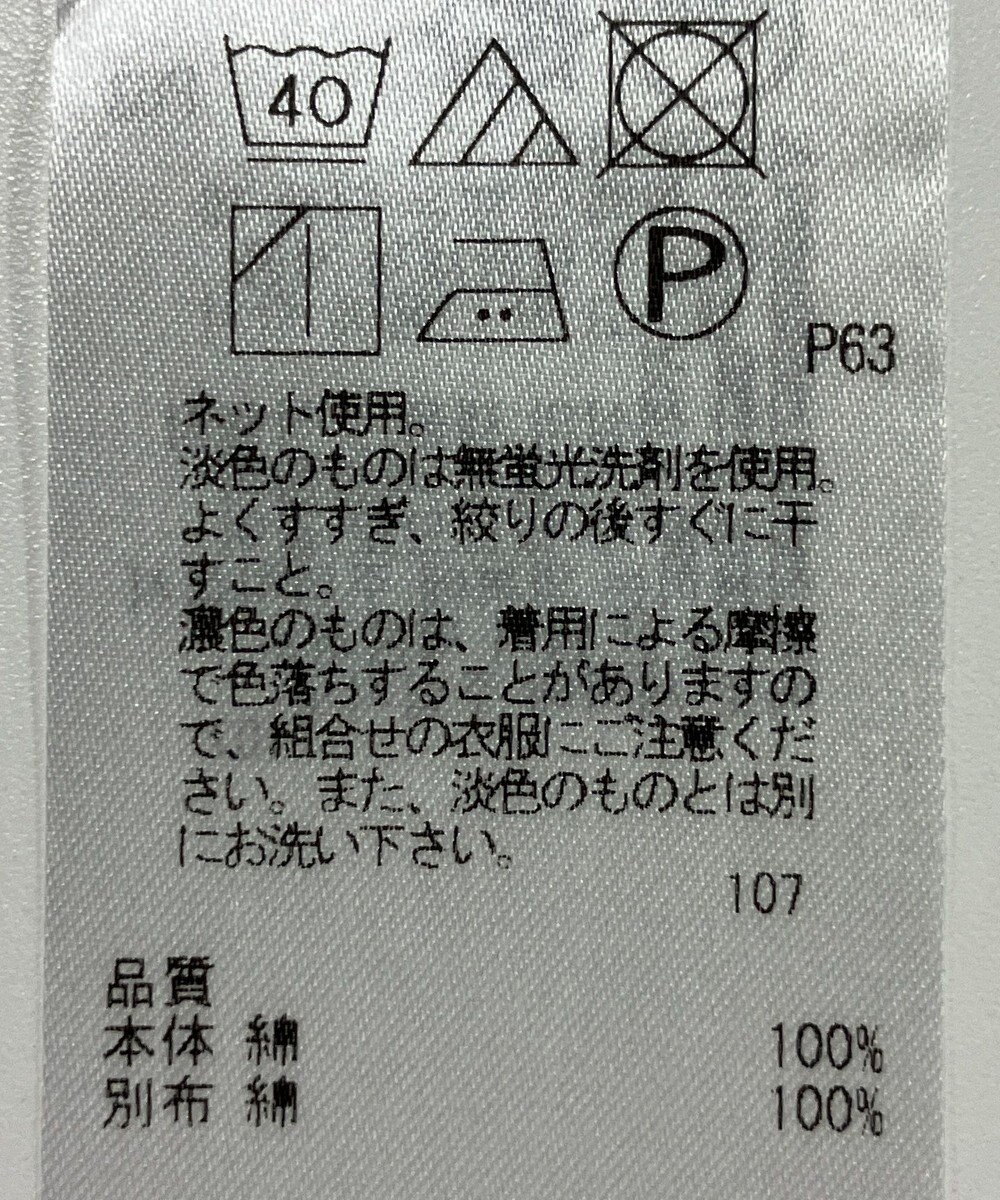 40
P
P63
ネット使用。
淡色のものは無蛍光洗剤を使用。
よくすすぎ、絞りの後すぐに干
すこと。
濃色のものは、着用による摩擦
で色落ちすることがありますの
で、組合せの衣服にご注意くだ
さい。また、淡色のものとは別
にお洗い下さい。
107
品質
本体 綿 100%
別布 綿 100%